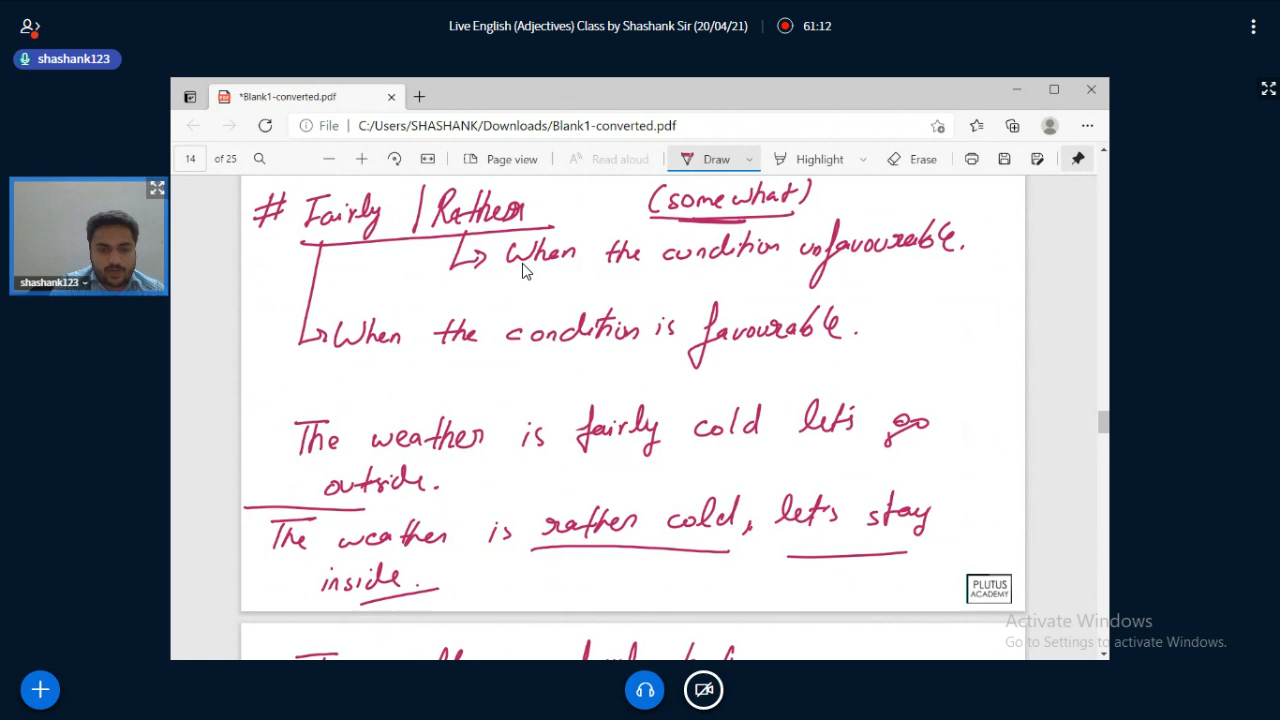 Live English (Adjectives) Class by Shashank Sir (20/04/21)
61:12
shashank123
*Blank1-converted.pdf
File
C:/Users/SHASHANK/Downloads/Blank1-converted.pdf
14 of 25
Page view
Read aloud
Draw
Highlight
Erase
# Fairly / Rather (somewhat)
When the condition unfavourable.
When the condition is favourable.
shashank123
The weather is fairly cold let's go
outside.
The weather is rather cold, let's stay
inside.
PLUTUS
ACADEMY
Activate Windows
Go to Settings to activate Windows.